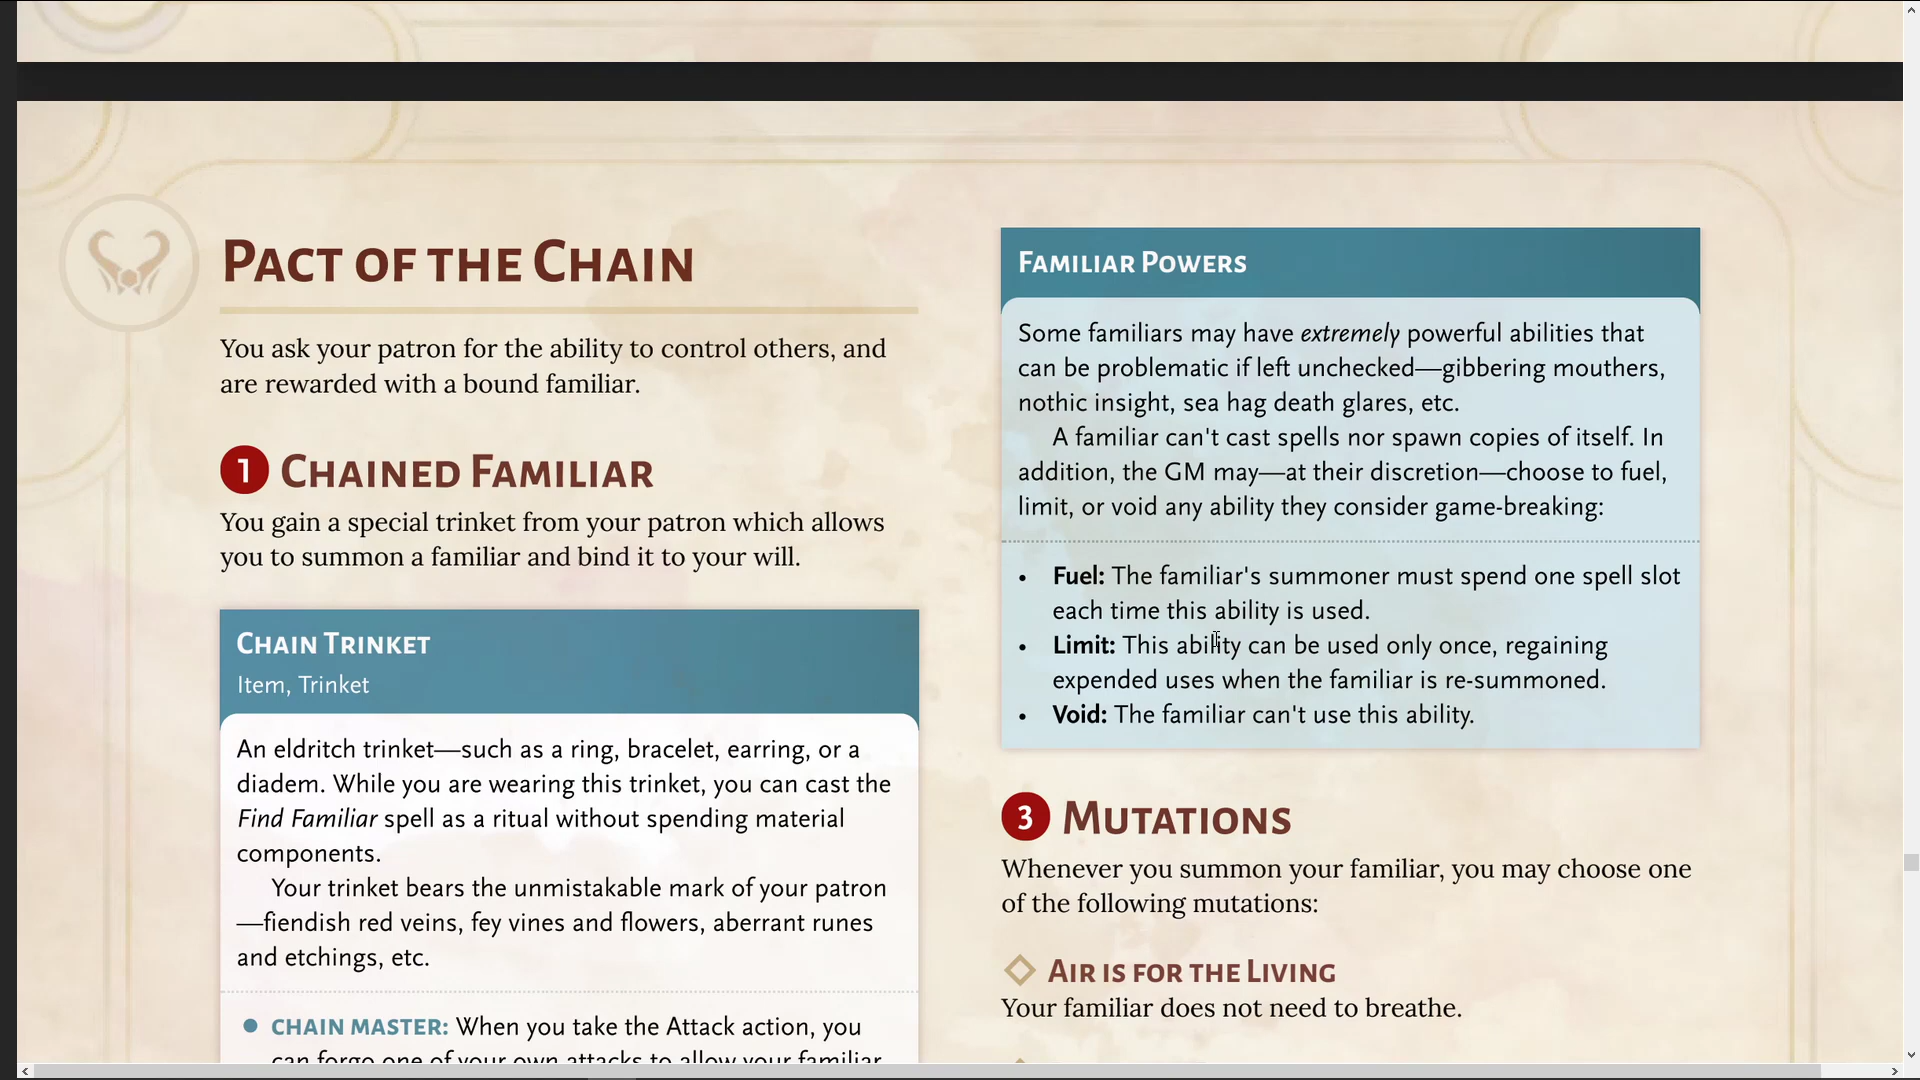 PACT OF THE CHAIN
You ask your patron for the ability to control others, and
are rewarded with a bound familiar.
1 CHAINED FAMILIAR
You gain a special trinket from your patron which allows
you to summon a familiar and bind it to your will.
CHAIN TRINKET
Item, Trinket
An eldritch trinket—such as a ring, bracelet, earring, or a
diadem. While you are wearing this trinket, you can cast the
Find Familiar spell as a ritual without spending material
components.
Your trinket bears the unmistakable mark of your patron
—fiendish red veins, fey vines and flowers, aberrant runes
and etchings, etc.
• CHAIN MASTER: When you take the Attack action, you
can forgo one of your own attacks to allow your familiar
FAMILIAR POWERS
Some familiars may have extremely powerful abilities that
can be problematic if left unchecked—gibbering mouthers,
nothic insight, sea hag death glares, etc.
A familiar can't cast spells nor spawn copies of itself. In
addition, the GM may—at their discretion—choose to fuel,
limit, or void any ability they consider game-breaking:
• Fuel: The familiar's summoner must spend one spell slot
each time this ability is used.
• Limit: This ability can be used only once, regaining
expended uses when the familiar is re-summoned.
• Void: The familiar can't use this ability.
3 MUTATIONS
Whenever you summon your familiar, you may choose one
of the following mutations:
AIR IS FOR THE LIVING
Your familiar does not need to breathe.